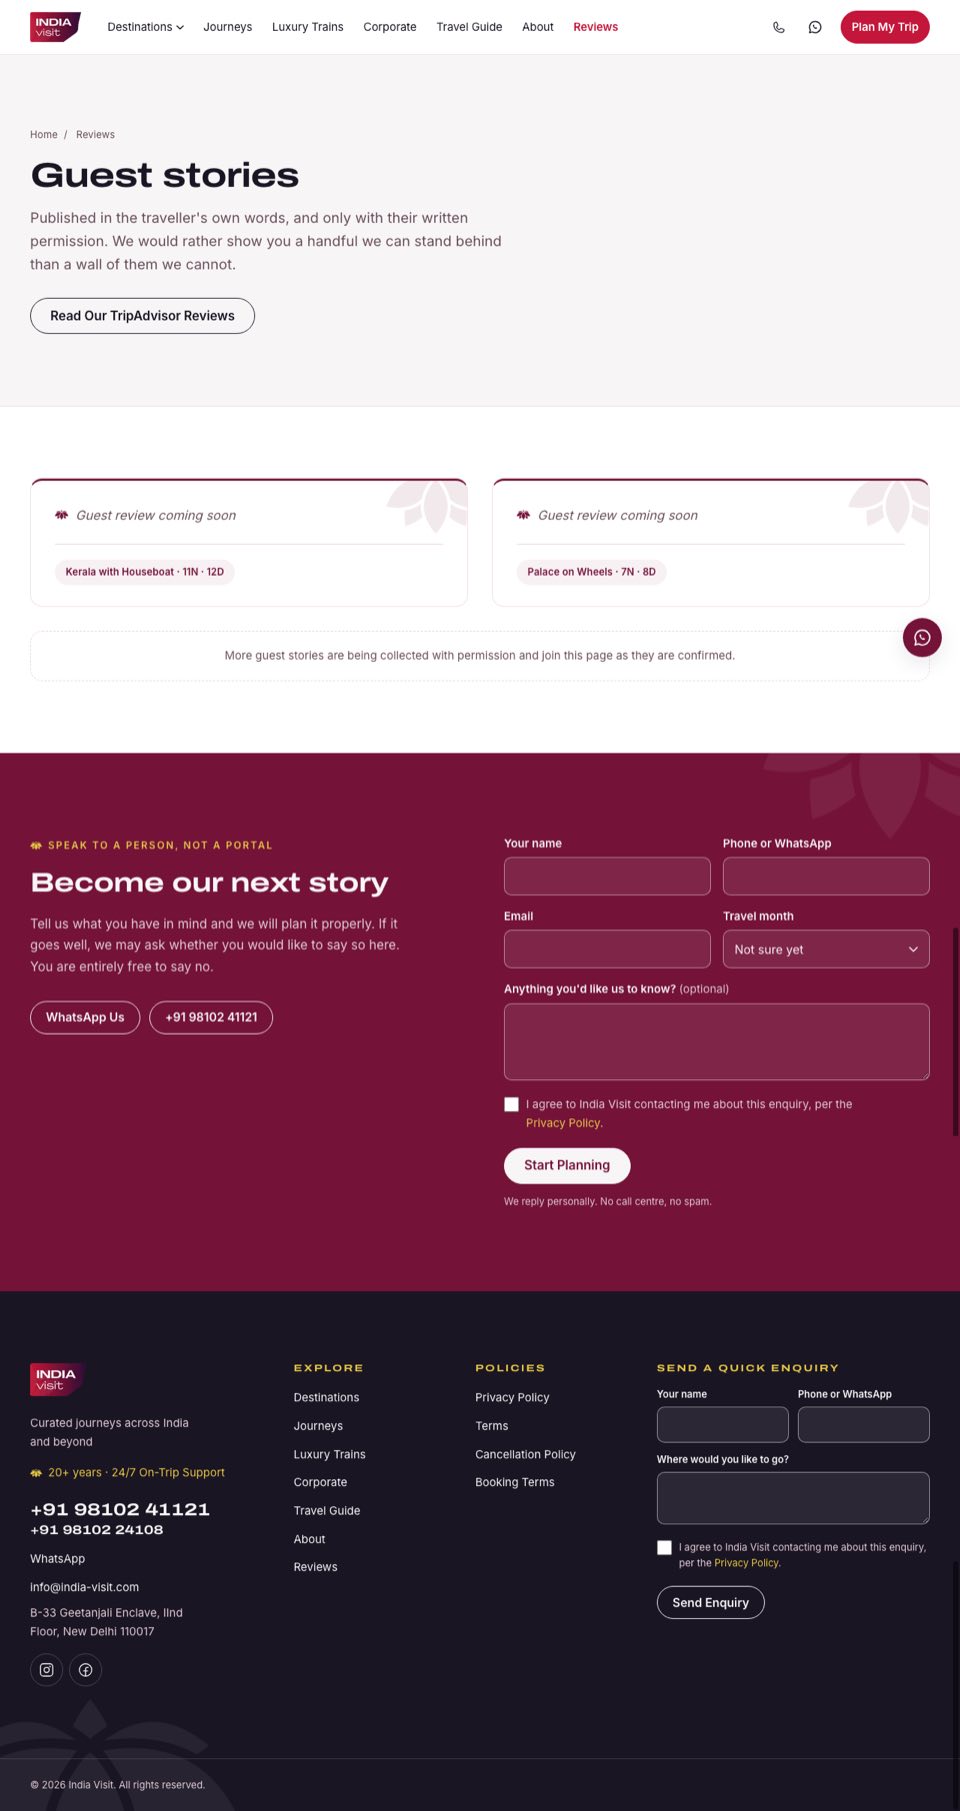 INDIA
visit
Destinations
Journeys
Luxury Trains
Corporate
Travel Guide
About
Reviews
Plan My Trip
Home / Reviews
Guest stories
Published in the traveller's own words, and only with their written
permission. We would rather show you a handful we can stand behind
than a wall of them we cannot.
Read Our TripAdvisor Reviews
Guest review coming soon
Kerala with Houseboat · 11N · 12D
Guest review coming soon
Palace on Wheels · 7N · 8D
More guest stories are being collected with permission and join this page as they are confirmed.
SPEAK TO A PERSON, NOT A PORTAL
Become our next story
Tell us what you have in mind and we will plan it properly. If it
goes well, we may ask whether you would like to say so here.
You are entirely free to say no.
WhatsApp Us
+91 98102 41121
Your name
Phone or WhatsApp
Email
Travel month
Not sure yet
Anything you'd like us to know? (optional)
I agree to India Visit contacting me about this enquiry, per the
Privacy Policy.
Start Planning
We reply personally. No call centre, no spam.
INDIA
visit
Curated journeys across India
and beyond
20+ years · 24/7 On-Trip Support
+91 98102 41121
+91 98102 24108
WhatsApp
info@india-visit.com
B-33 Geetanjali Enclave, IInd
Floor, New Delhi 110017
EXPLORE
Destinations
Journeys
Luxury Trains
Corporate
Travel Guide
About
Reviews
POLICIES
Privacy Policy
Terms
Cancellation Policy
Booking Terms
SEND A QUICK ENQUIRY
Your name
Phone or WhatsApp
Where would you like to go?
I agree to India Visit contacting me about this enquiry,
per the Privacy Policy.
Send Enquiry
© 2026 India Visit. All rights reserved.